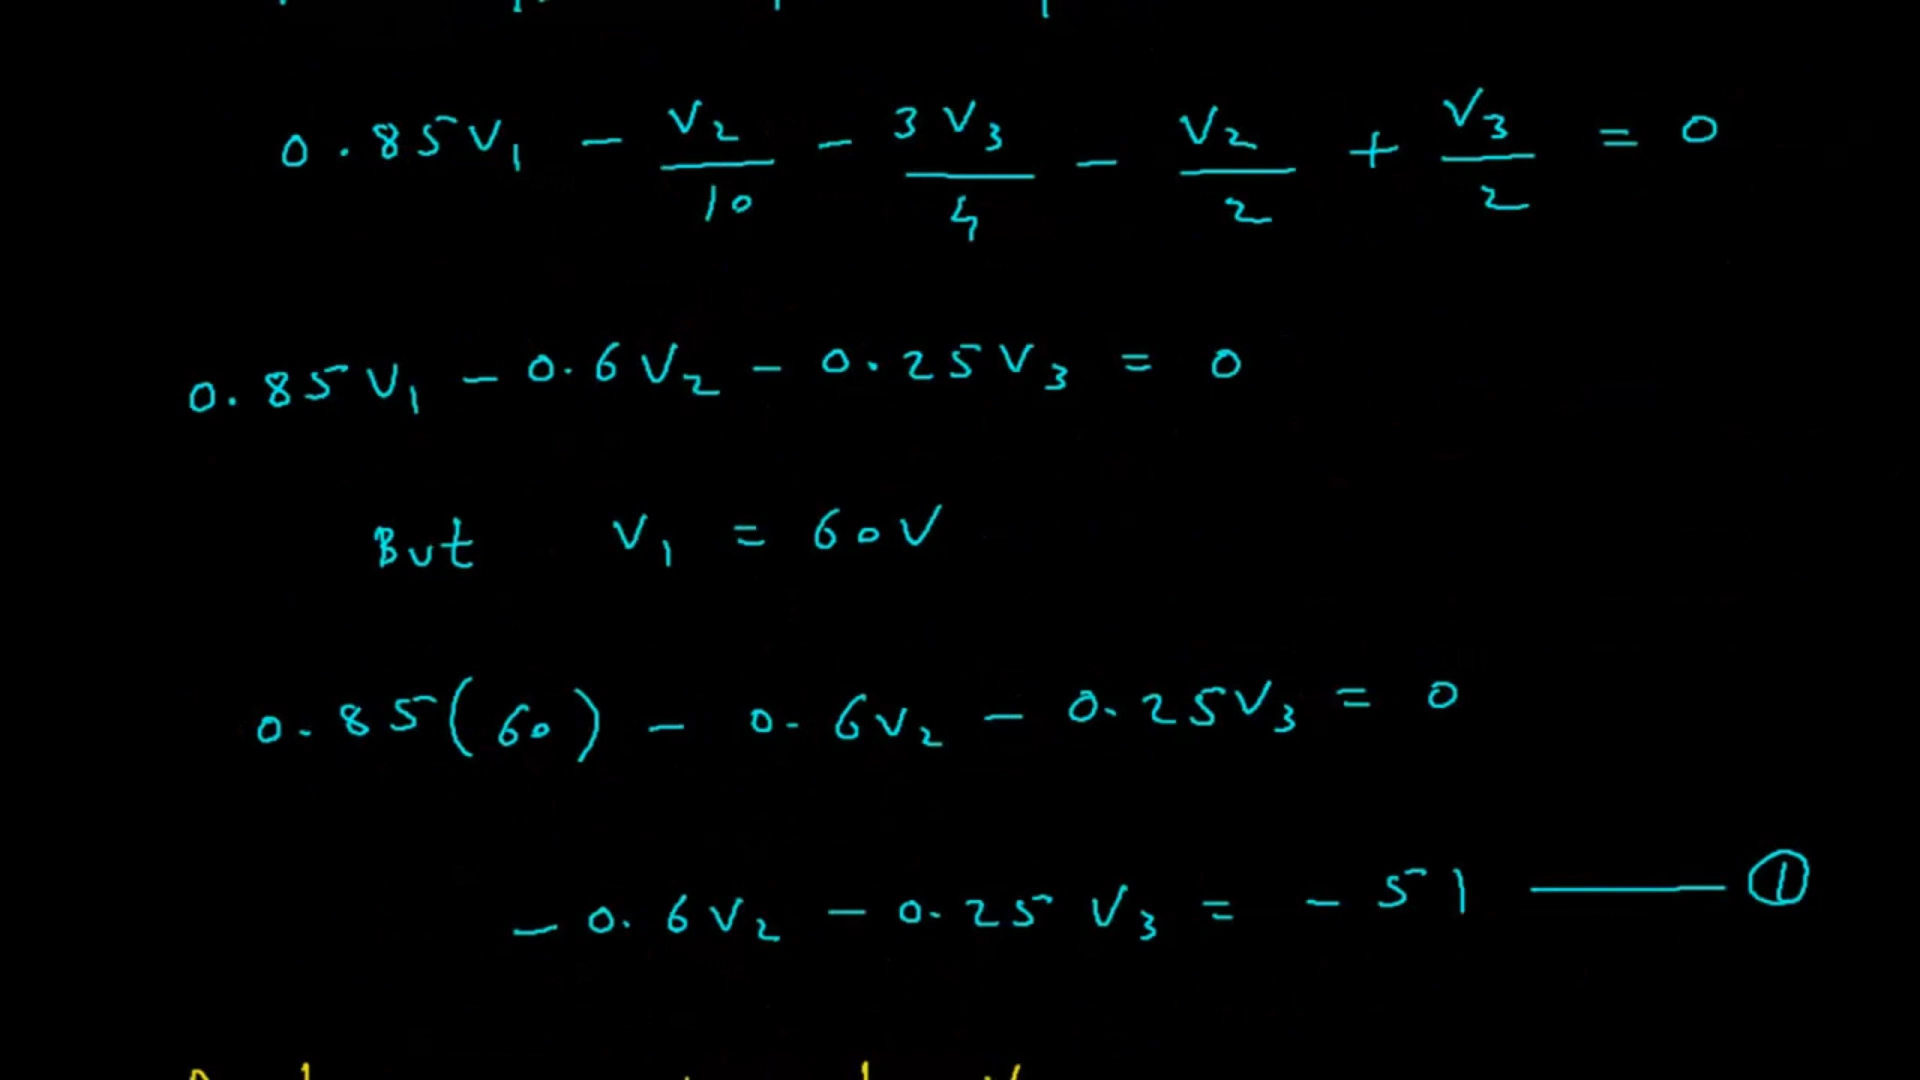 0.85V₁ - V₂/10 - 3V₃/4 - V₂/2 + V₃/2 = 0
0.85V₁ - 0.6V₂ - 0.25V₃ = 0
But V₁ = 60V
0.85(60) - 0.6V₂ - 0.25V₃ = 0
- 0.6V₂ - 0.25V₃ = - 51 —— ①